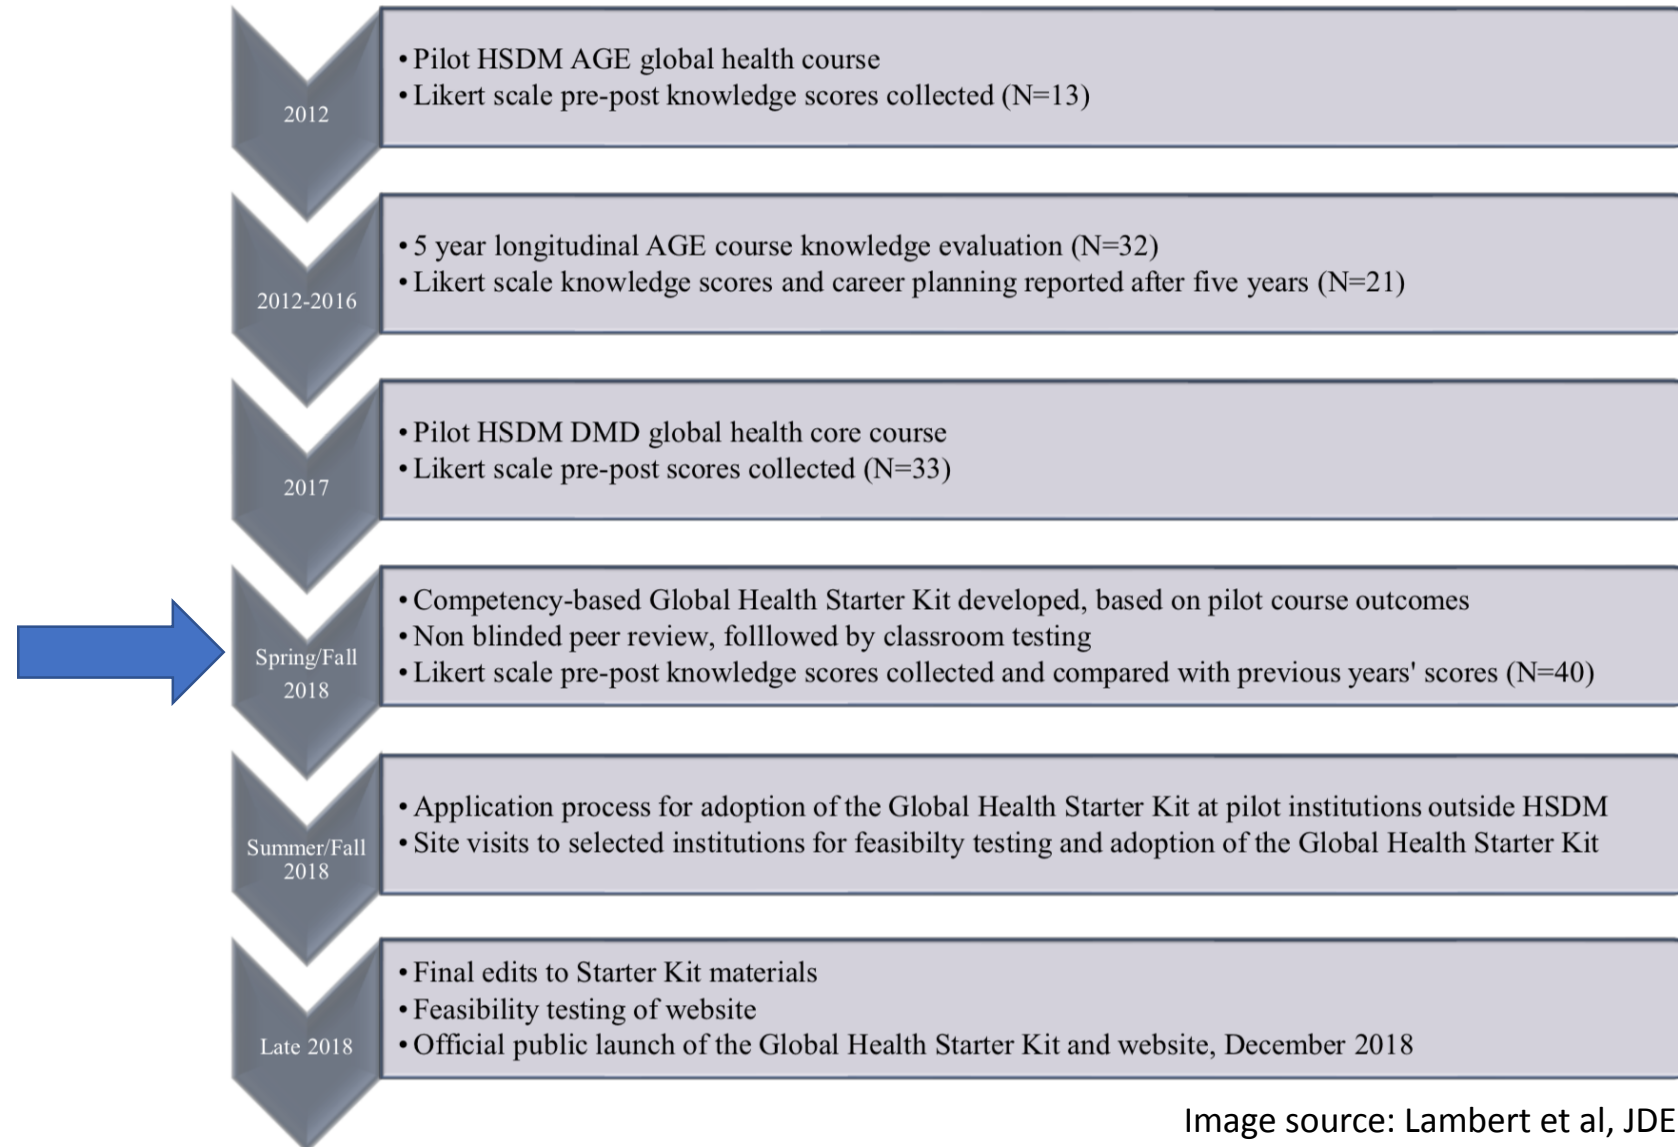 2012
• Pilot HSDM AGE global health course
• Likert scale pre-post knowledge scores collected (N=13)
2012-2016
• 5 year longitudinal AGE course knowledge evaluation (N=32)
• Likert scale knowledge scores and career planning reported after five years (N=21)
2017
• Pilot HSDM DMD global health core course
• Likert scale pre-post scores collected (N=33)
Spring/Fall
2018
• Competency-based Global Health Starter Kit developed, based on pilot course outcomes
• Non blinded peer review, folllowed by classroom testing
• Likert scale pre-post knowledge scores collected and compared with previous years' scores (N=40)
Summer/Fall
2018
• Application process for adoption of the Global Health Starter Kit at pilot institutions outside HSDM
• Site visits to selected institutions for feasibilty testing and adoption of the Global Health Starter Kit
Late 2018
• Final edits to Starter Kit materials
• Feasibility testing of website
• Official public launch of the Global Health Starter Kit and website, December 2018
Image source: Lambert et al, JDE